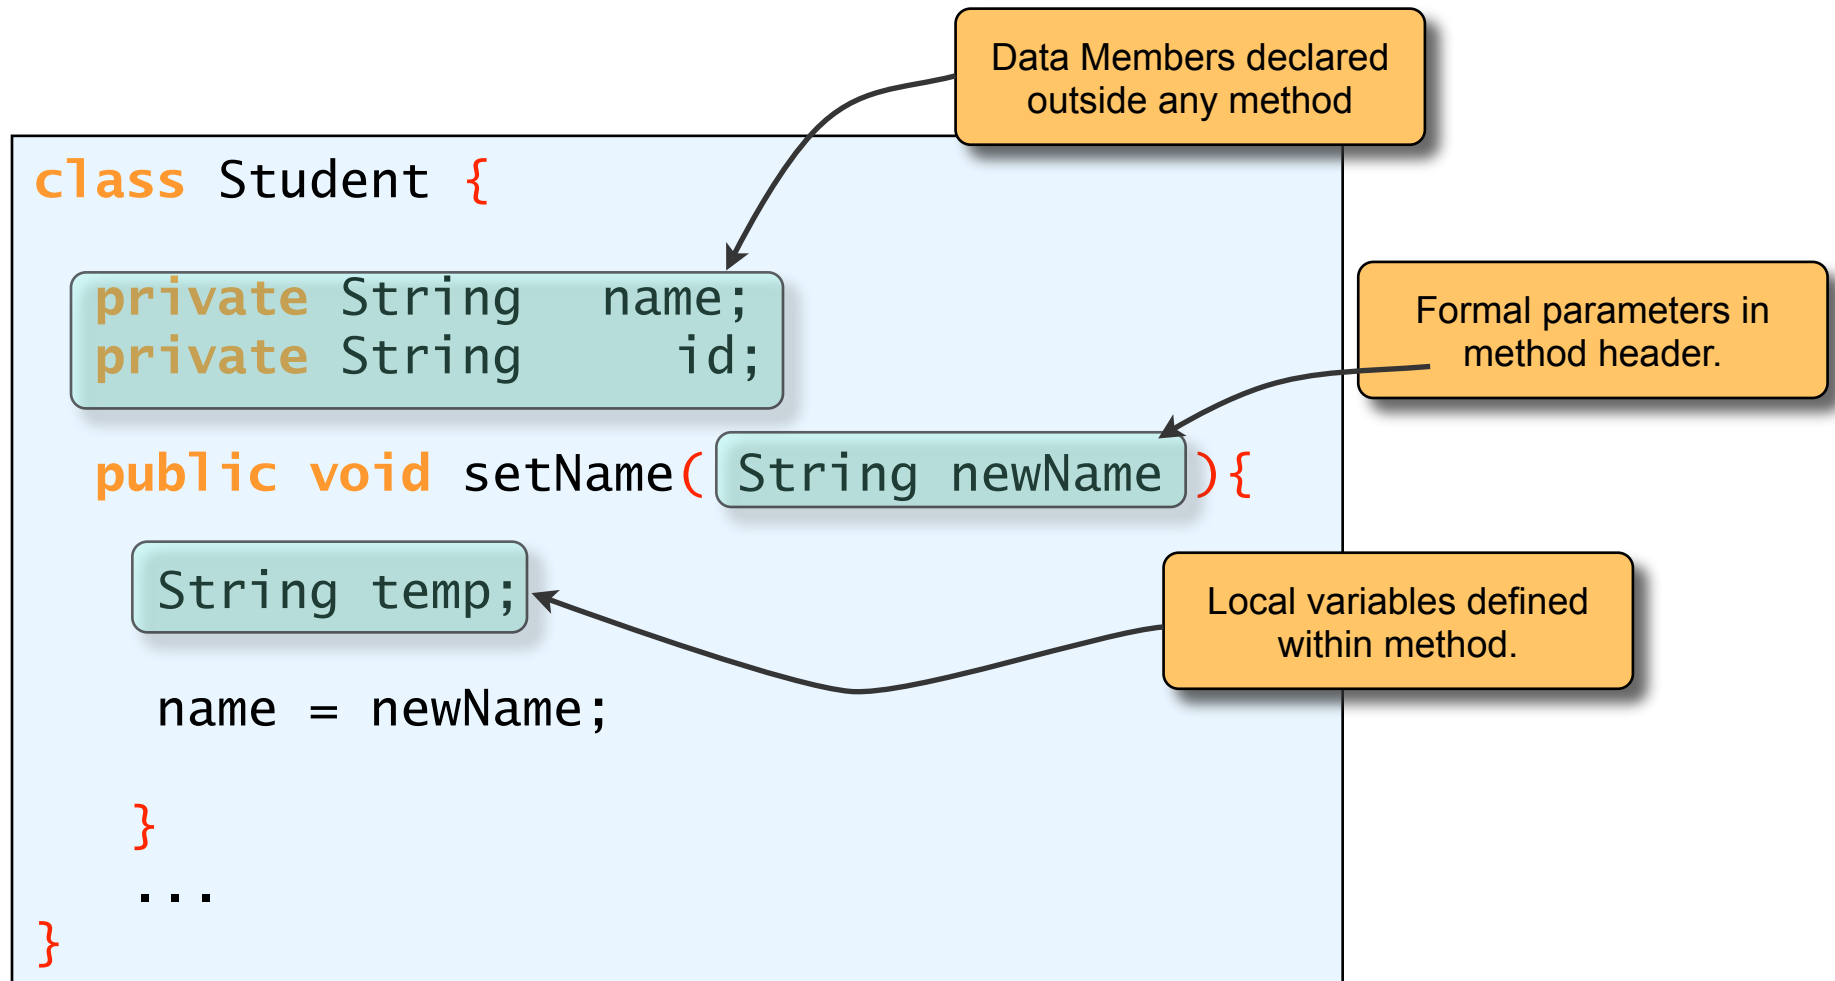 Data Members declared
outside any method
class Student {
private String name;
private String id;
Formal parameters in
method header.
public void setName( String newName ){
String temp;
Local variables defined
within method.
name = newName;
}
...
}